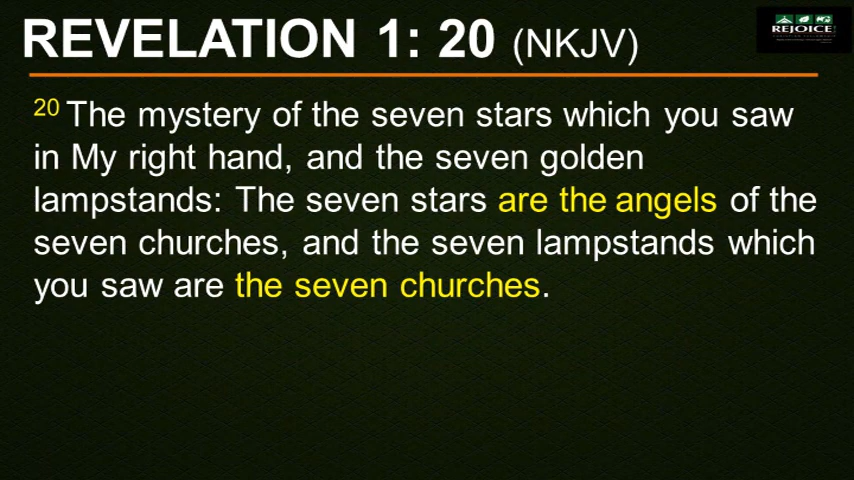 REVELATION 1: 20 (NKJV)
REJOICE
20 The mystery of the seven stars which you saw
in My right hand, and the seven golden
lampstands: The seven stars are the angels of the
seven churches, and the seven lampstands which
you saw are the seven churches.